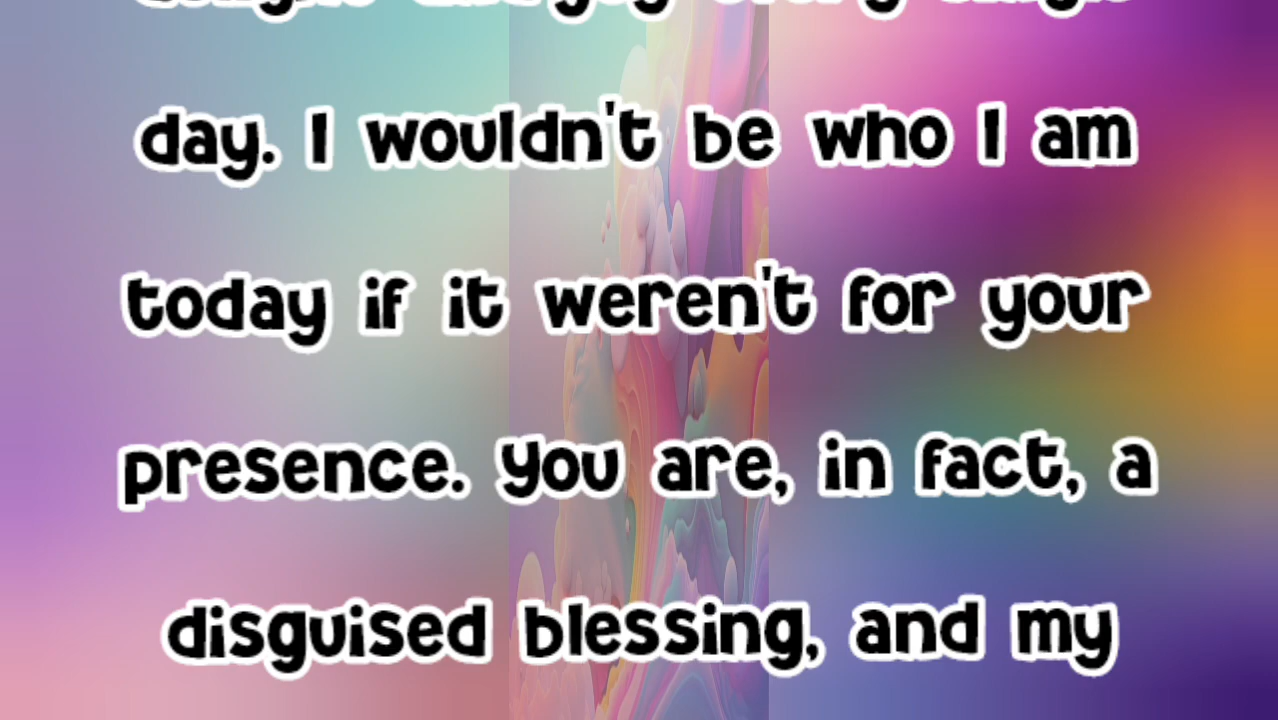 day. I wouldn't be who I am
today if it weren't for your
presence. You are, in fact, a
disguised blessing, and my